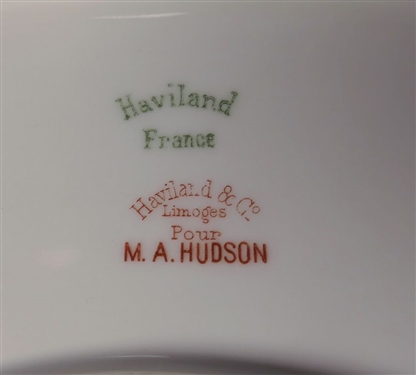 Haviland
France
Haviland & Co
Limoges
Pour
M. A. HUDSON